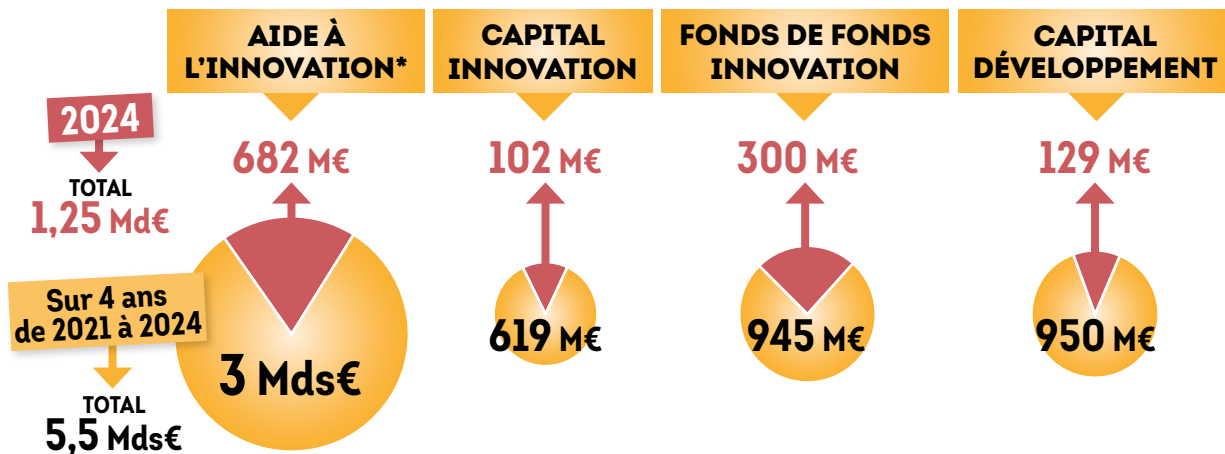 AIDE À
L'INNOVATION*
CAPITAL
INNOVATION
FONDS DE FONDS
INNOVATION
CAPITAL
DÉVELOPPEMENT
2024
TOTAL
1,25 Md€
682 M€
102 M€
300 M€
129 M€
Sur 4 ans
de 2021 à 2024
TOTAL
5,5 Mds€
3 Mds€
619 M€
945 M€
950 M€